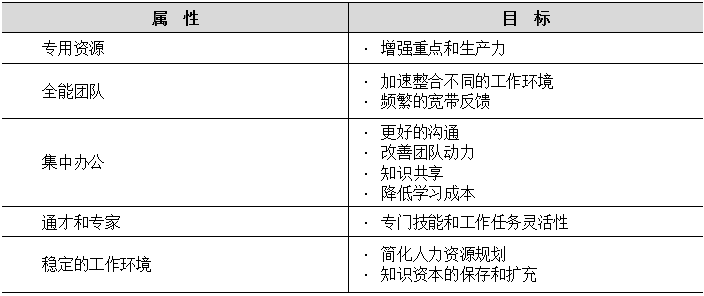 属 性 目 标
专用资源 · 增强重点和生产力
全能团队 · 加速整合不同的工作环境
· 频繁的宽带反馈
集中办公 · 更好的沟通
· 改善团队动力
· 知识共享
· 降低学习成本
通才和专家 · 专门技能和工作任务灵活性
稳定的工作环境 · 简化人力资源规划
· 知识资本的保存和扩充